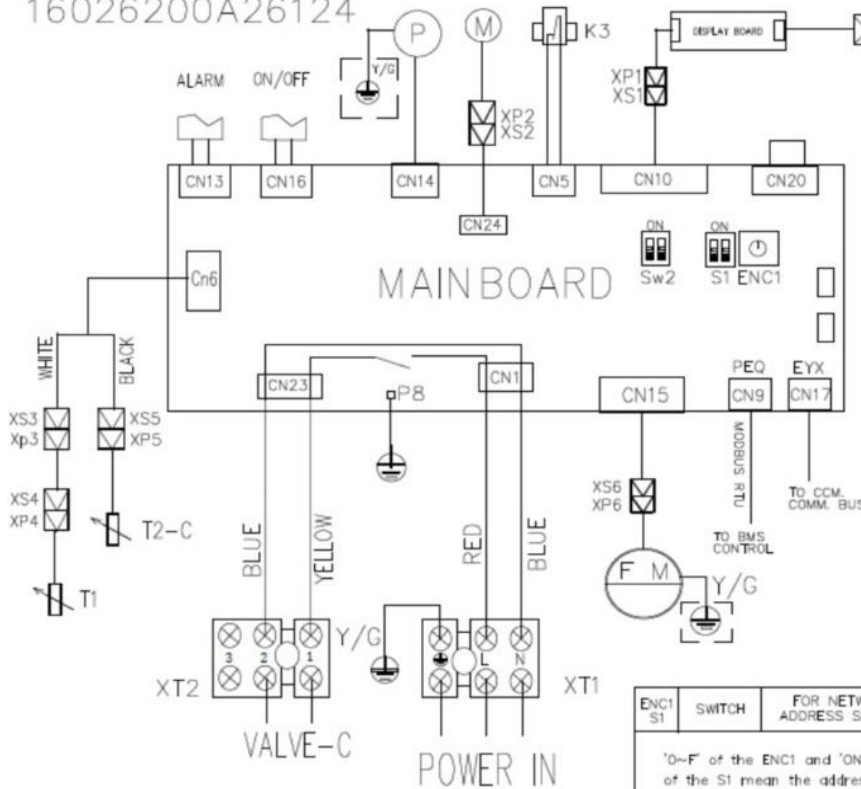 16026200A26124
P
M
K3
DISPLAY BOARD
Y/G
ALARM
ON/OFF
XP1
XS1
XP2
XS2
CN13
CN16
CN14
CN5
CN10
CN20
CN24
ON
ON
Sw2
S1
ENC1
Cn6
MAIN BOARD
WHITE
BLACK
CN23
CN1
P8
CN15
PEQ
EYX
CN9
CN17
XS3
Xp3
XS5
XP5
XS4
XP4
T2-C
T1
MODBUS RTU
TO CCM.
COMM. BUS
XS6
XP6
TO BMS
CONTROL
BLUE
YELLOW
RED
BLUE
F M
Y/G
3
2
1
Y/G
L
N
XT2
XT1
VALVE-C
POWER IN
ENC1
S1
SWITCH
FOR NETW
ADDRESS S
'0~F' of the ENC1 and 'ON
of the S1 mean the addres